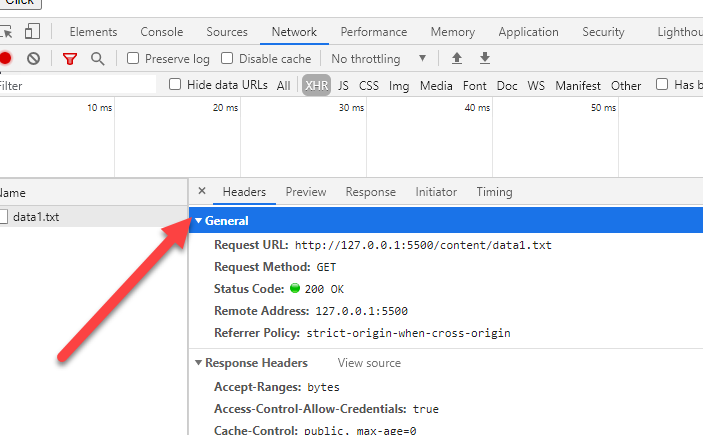 Click
Elements Console Sources Network Performance Memory Application Security Lighthou
Preserve log Disable cache No throttling
Filter Hide data URLs All XHR JS CSS Img Media Font Doc WS Manifest Other Has b
10 ms 20 ms 30 ms 40 ms 50 ms
Name
data1.txt
× Headers Preview Response Initiator Timing
General
Request URL: http://127.0.0.1:5500/content/data1.txt
Request Method: GET
Status Code: 200 OK
Remote Address: 127.0.0.1:5500
Referrer Policy: strict-origin-when-cross-origin
Response Headers View source
Accept-Ranges: bytes
Access-Control-Allow-Credentials: true
Cache-Control: public, max-age=0